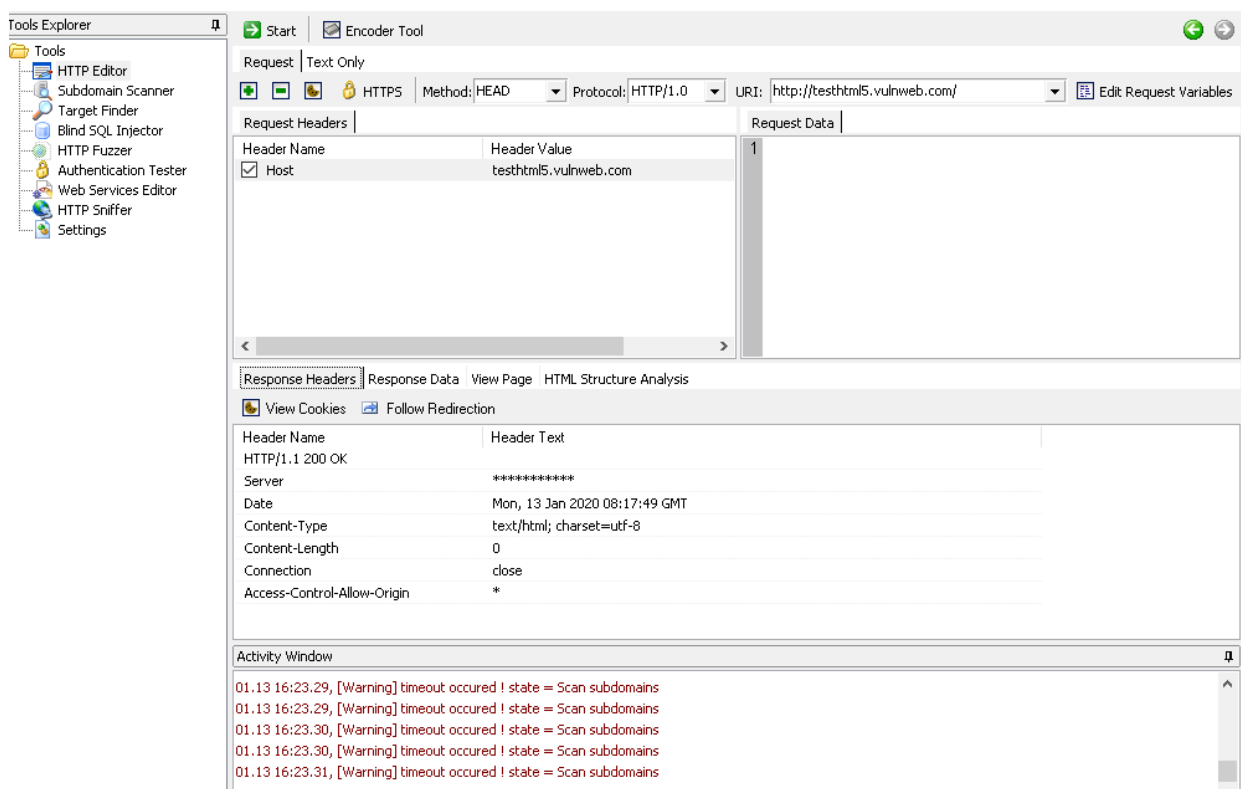 Tools Explorer
Tools
HTTP Editor
Subdomain Scanner
Target Finder
Blind SQL Injector
HTTP Fuzzer
Authentication Tester
Web Services Editor
HTTP Sniffer
Settings
Start Encoder Tool
Request Text Only
HTTPS Method: HEAD Protocol: HTTP/1.0 URI: http://testhtml5.vulnweb.com/ Edit Request Variables
Request Headers
Header Name Header Value
Host testhtml5.vulnweb.com
Request Data
1
Response Headers Response Data View Page HTML Structure Analysis
View Cookies Follow Redirection
Header Name Header Text
HTTP/1.1 200 OK
Server ***********
Date Mon, 13 Jan 2020 08:17:49 GMT
Content-Type text/html; charset=utf-8
Content-Length 0
Connection close
Access-Control-Allow-Origin *
Activity Window
01.13 16:23.29, [Warning] timeout occured ! state = Scan subdomains
01.13 16:23.29, [Warning] timeout occured ! state = Scan subdomains
01.13 16:23.30, [Warning] timeout occured ! state = Scan subdomains
01.13 16:23.30, [Warning] timeout occured ! state = Scan subdomains
01.13 16:23.31, [Warning] timeout occured ! state = Scan subdomains